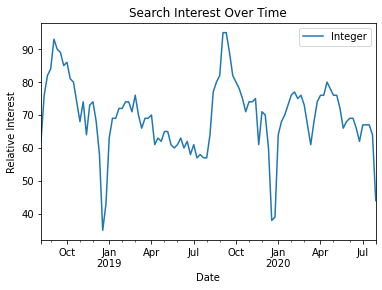 Search Interest Over Time
Integer
Relative Interest
90
80
70
60
50
40
Oct Jan Apr Jul Oct Jan Apr Jul
2019 2020
Date